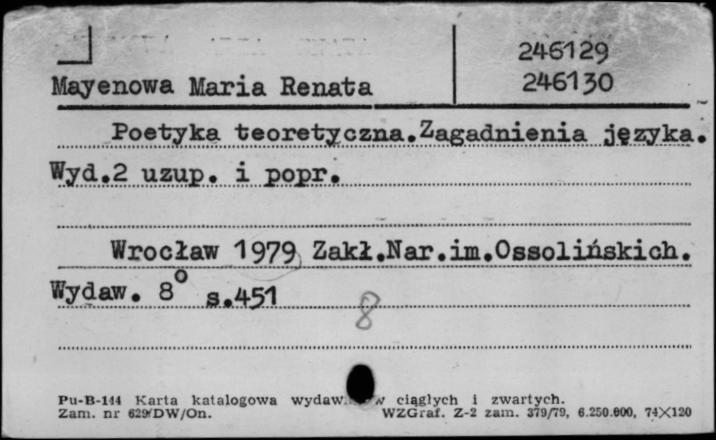 246129
246130
Mayenowa Maria Renata
Poetyka teoretyczna.Zagadnienia języka.
Wyd.2 uzup. i popr.
Wrocław 1979 Zakł.Nar.im.Ossolińskich.
Wydaw. 8° s.451
8
Pu-B-144 Karta katalogowa wydaw ciągłych i zwartych.
Zam. nr 629/DW/On. WZGraf. Z-2 zam. 379/79, 6.250.000, 74×120